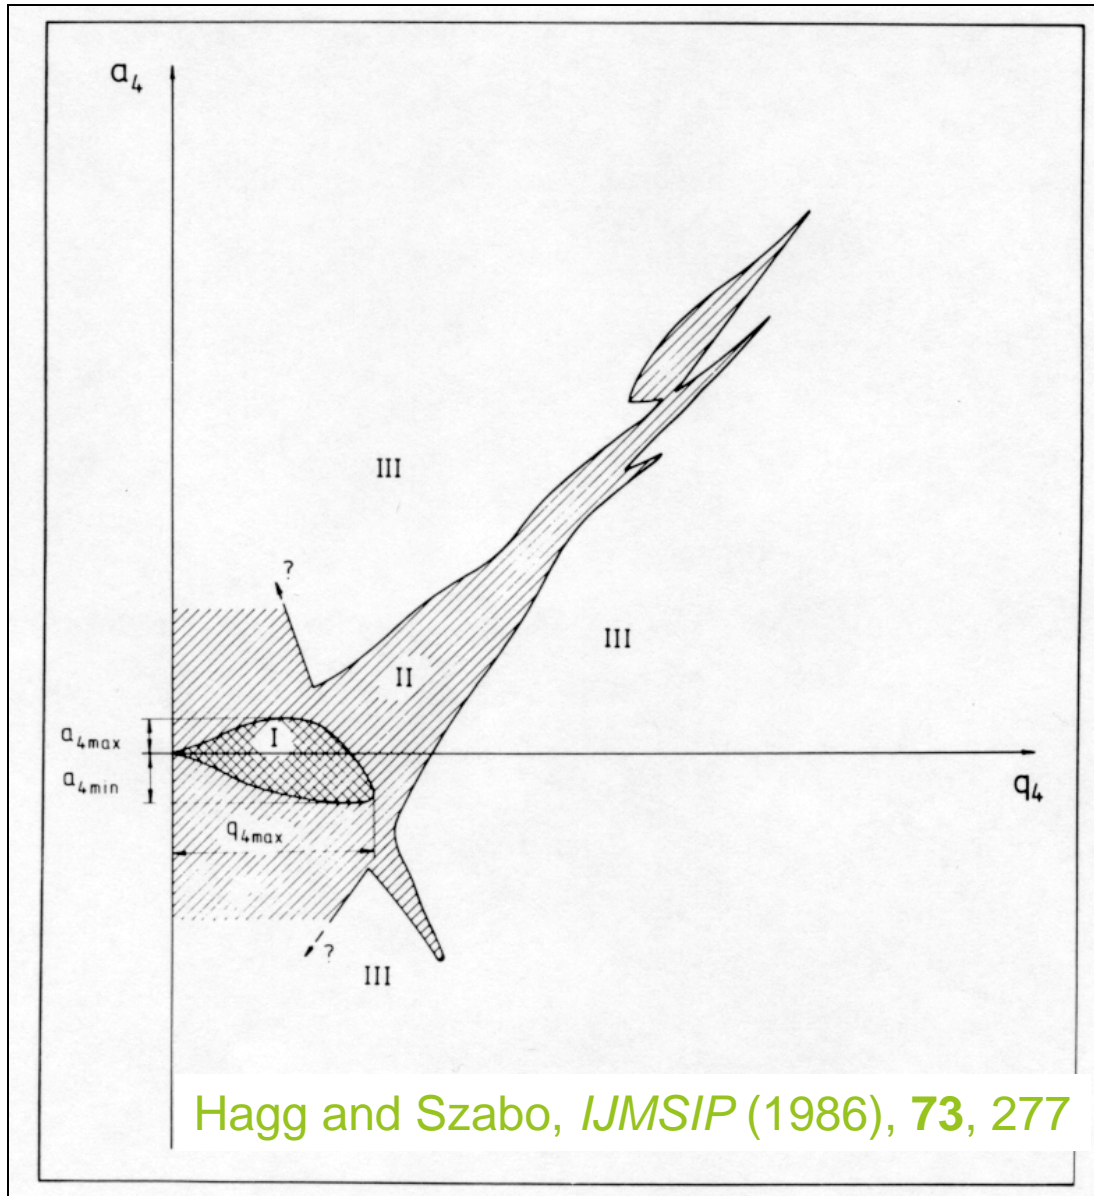 a₄
III
?
III
II
I
a₄max
a₄min
q₄
q₄max
?
III
Hagg and Szabo, IJMSIP (1986), 73, 277